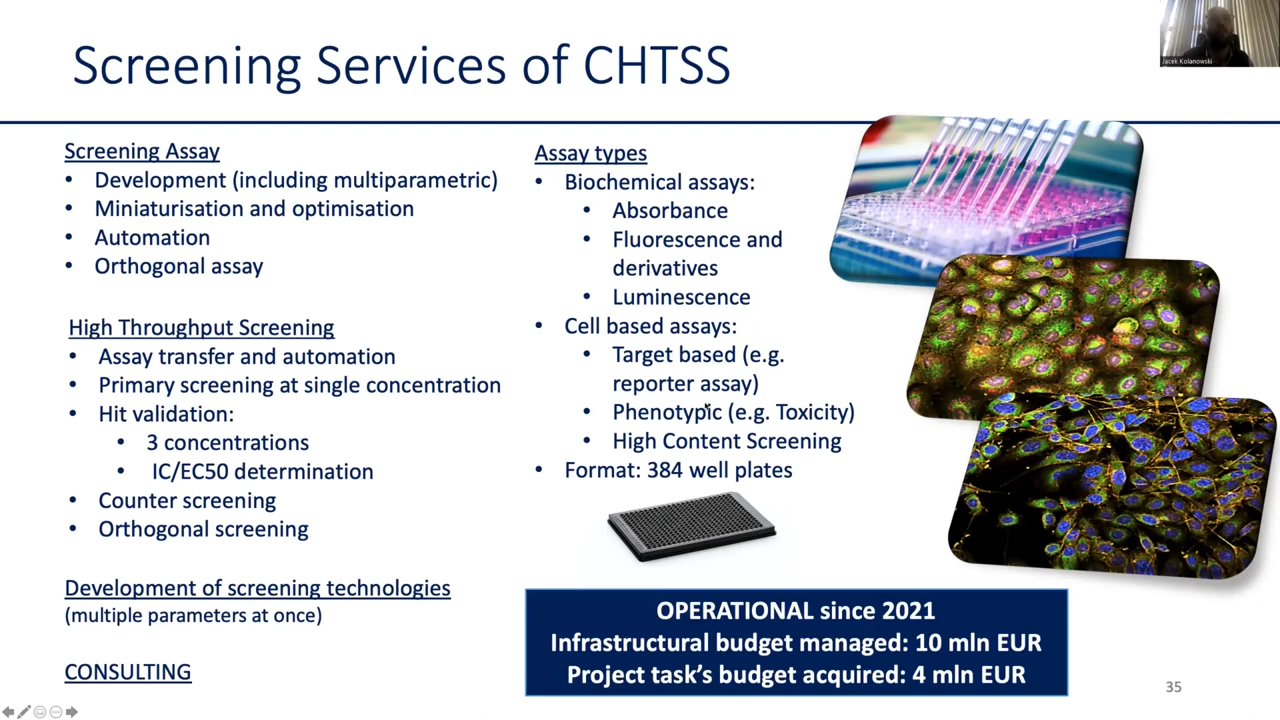 Screening Services of CHTSS
Jacek Kolanowski
Screening Assay
• Development (including multiparametric)
• Miniaturisation and optimisation
• Automation
• Orthogonal assay
High Throughput Screening
• Assay transfer and automation
• Primary screening at single concentration
• Hit validation:
• 3 concentrations
• IC/EC50 determination
• Counter screening
• Orthogonal screening
Development of screening technologies
(multiple parameters at once)
CONSULTING
Assay types
• Biochemical assays:
• Absorbance
• Fluorescence and
derivatives
• Luminescence
• Cell based assays:
• Target based (e.g.
reporter assay)
• Phenotypic (e.g. Toxicity)
• High Content Screening
• Format: 384 well plates
OPERATIONAL since 2021
Infrastructural budget managed: 10 mln EUR
Project task's budget acquired: 4 mln EUR
35